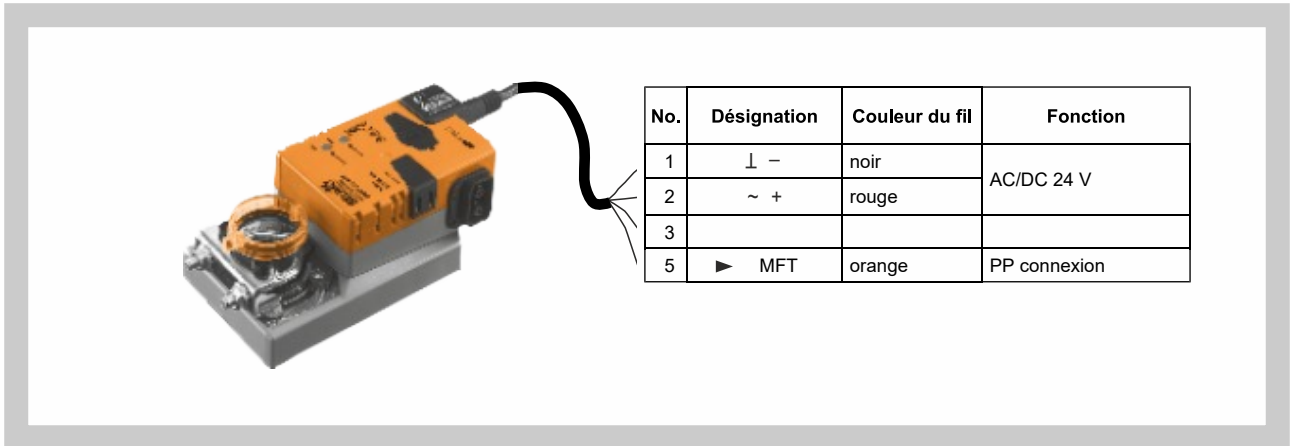 No. Désignation Couleur du fil Fonction
1 ⊥ − noir AC/DC 24 V
2 ~ + rouge
3
5 ► MFT orange PP connexion